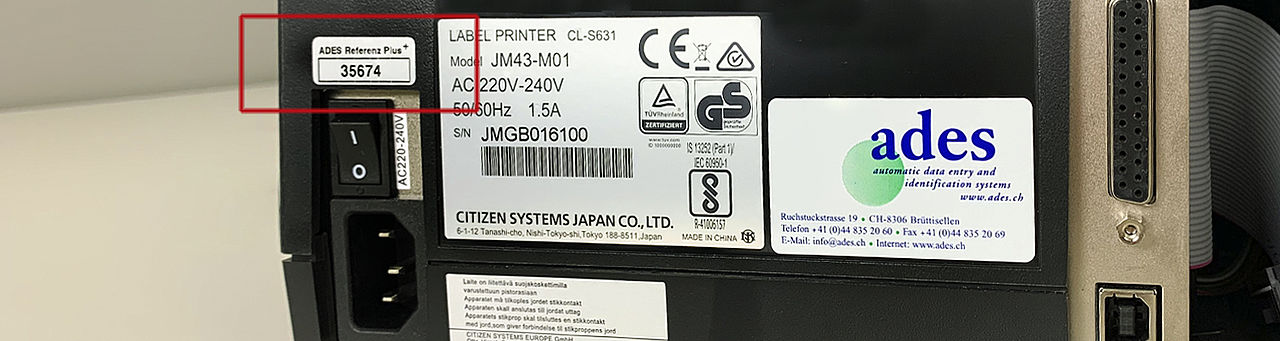 ADES Referenz Plus+
35674
AC220-240V
LABEL PRINTER CL-S631
Model JM43-M01
AC 220V-240V
50/60Hz 1.5A
S/N JMGB016100
CITIZEN SYSTEMS JAPAN CO.,LTD.
6-1-12 Tanashi-cho, Nishi-Tokyo-shi,Tokyo 188-8511,Japan
CE
TÜVRheinland
ZERTIFIZIERT
GS
geprüfte
Sicherheit
IS 13252 (Part 1)/
IEC 60950-1
R-41006157
MADE IN CHINA
ades
automatic data entry and
identification systems
www.ades.ch
Ruchstuckstrasse 19 • CH-8306 Brüttisellen
Telefon +41 (0)44 835 20 60 • Fax +41 (0)44 835 20 69
E-Mail: info@ades.ch • Internet: www.ades.ch
Laite on liitettävä suojakoskettimilla
varustettuun pistorasiaan
Apparatet må tilkoples jordet stikkontakt
Apparaten skall anslutas till jordat uttag
Apparatets stikprop skal tilsluttes en stikkontakt
med jord,som giver forbindelse til stikproppens jord
CITIZEN SYSTEMS EUROPE GmbH